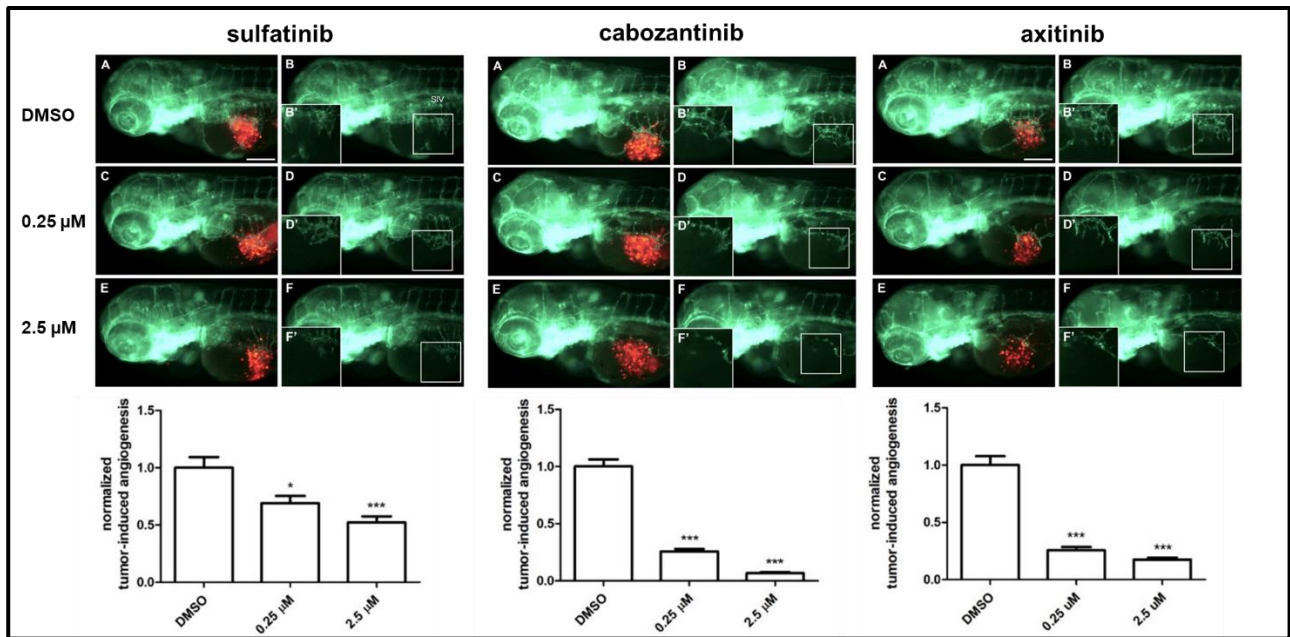 sulfatinib
cabozantinib
axitinib
DMSO
A
B
SIV
B'
A
B
B'
A
B
B'
0.25 µM
C
D
D'
C
D
D'
C
D
D'
2.5 µM
E
F
F'
E
F
F'
E
F
F'
normalized
tumor-induced angiogenesis
1.5
1.0
0.5
0.0
*
***
DMSO
0.25 µM
2.5 µM
normalized
tumor-induced angiogenesis
1.5
1.0
0.5
0.0
***
***
DMSO
0.25 µM
2.5 µM
normalized
tumor-induced angiogenesis
1.5
1.0
0.5
0.0
***
***
DMSO
0.25 uM
2.5 uM